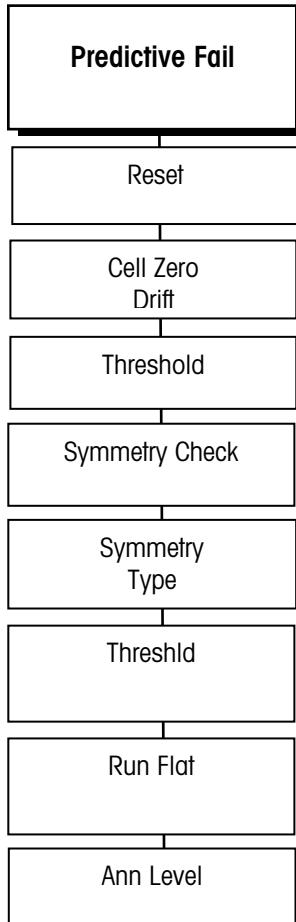 Predictive Fail
Reset
Cell Zero
Drift
Threshold
Symmetry Check
Symmetry
Type
Threshld
Run Flat
Ann Level